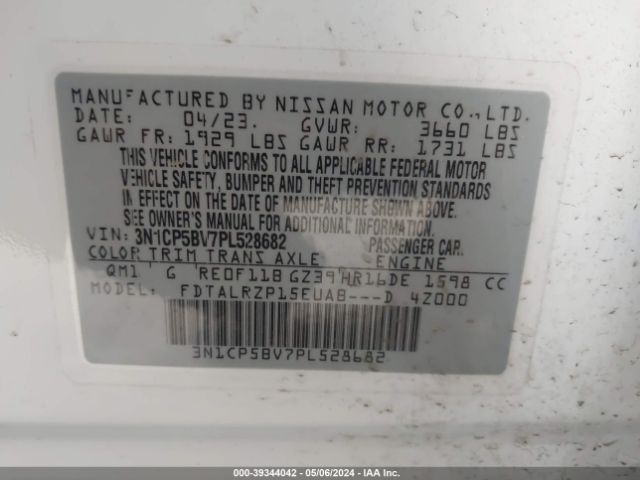 MANUFACTURED BY NISSAN MOTOR CO., LTD.
DATE: 04/23. GVWR: 3660 LBS
GAWR FR: 1929 LBS GAWR RR: 1731 LBS
THIS VEHICLE CONFORMS TO ALL APPLICABLE FEDERAL MOTOR
VEHICLE SAFETY, BUMPER AND THEFT PREVENTION STANDARDS
IN EFFECT ON THE DATE OF MANUFACTURE SHOWN ABOVE.
SEE OWNER'S MANUAL FOR ADDITIONAL INFORMATION.
VIN: 3N1CP5BV7PL528682 PASSENGER CAR.
COLOR TRIM TRANS AXLE ENGINE
QM1 G RE0F11B GZ39 HR16DE 1598 CC
MODEL: FDTALRZP15EUAB---D 4Z000
3N1CP5BV7PL528682
000-39344042 - 05/06/2024 - IAA Inc.